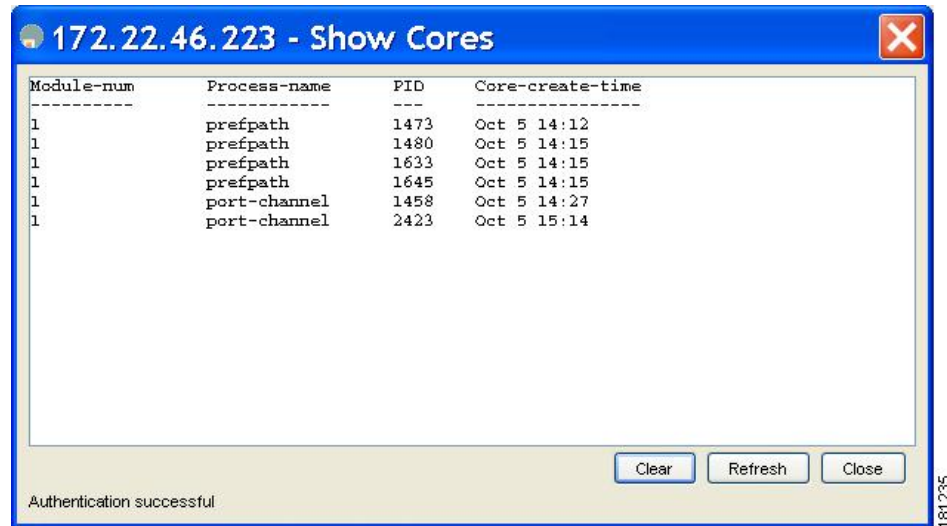 172.22.46.223 - Show Cores
Module-num Process-name PID Core-create-time
---------- ------------ --- ----------------
1 prefpath 1473 Oct 5 14:12
1 prefpath 1480 Oct 5 14:15
1 prefpath 1633 Oct 5 14:15
1 prefpath 1645 Oct 5 14:15
1 port-channel 1458 Oct 5 14:27
1 port-channel 2423 Oct 5 15:14
Clear Refresh Close
Authentication successful
81235